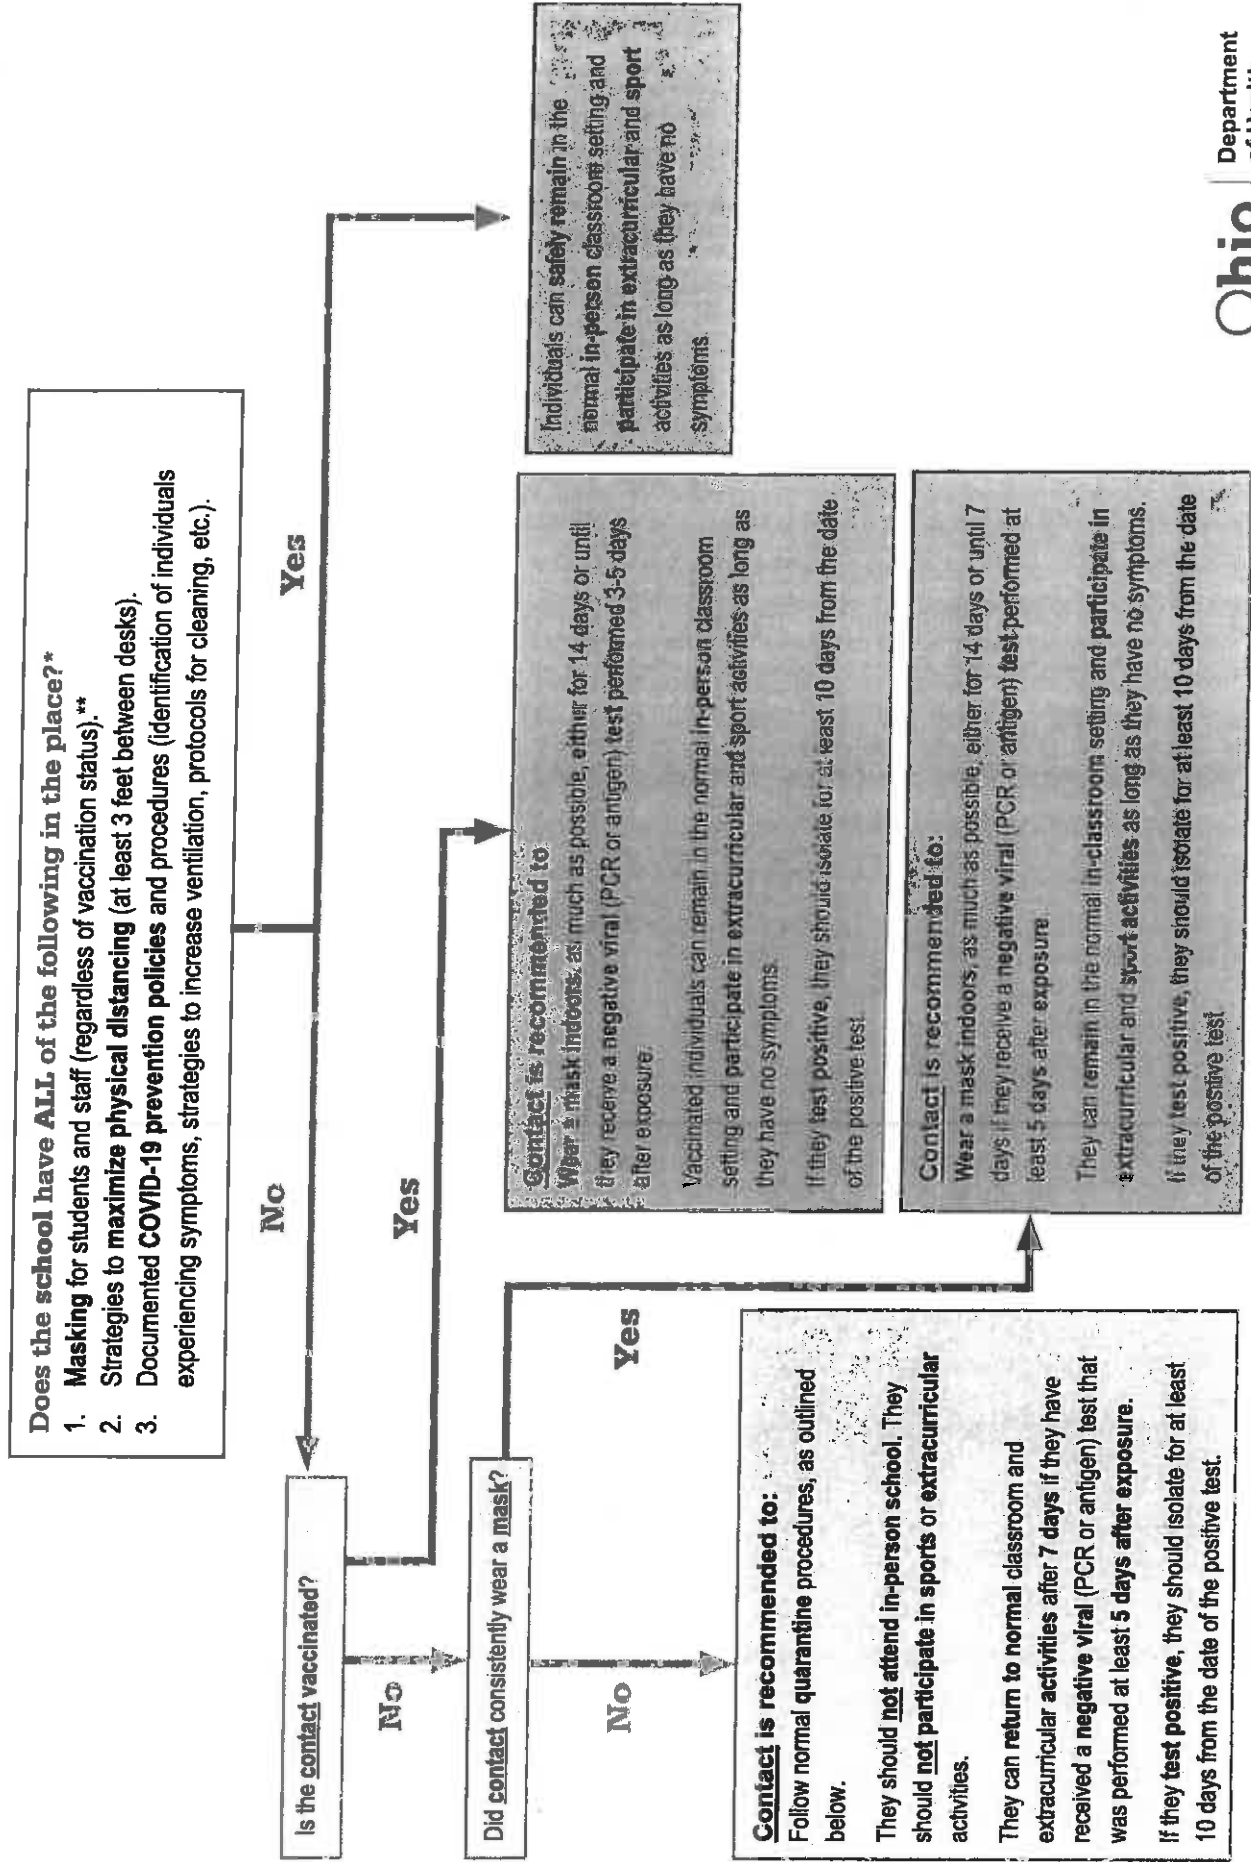 Does the school have ALL of the following in the place?*
1. Masking for students and staff (regardless of vaccination status).**
2. Strategies to maximize physical distancing (at least 3 feet between desks).
3. Documented COVID-19 prevention policies and procedures (identification of individuals
experiencing symptoms, strategies to increase ventilation, protocols for cleaning, etc.).
No
Yes
Is the contact vaccinated?
Yes
No
Did contact consistently wear a mask?
Yes
No
Contact is recommended to:
Follow normal quarantine procedures, as outlined
below.
They should not attend in-person school. They
should not participate in sports or extracurricular
activities.
They can return to normal classroom and
extracurricular activities after 7 days if they have
received a negative viral (PCR or antigen) test that
was performed at least 5 days after exposure.
If they test positive, they should isolate for at least
10 days from the date of the positive test.
Contact is recommended to
Wear a mask indoors, as much as possible, either for 14 days or until
they receive a negative viral (PCR or antigen) test performed 3-5 days
after exposure.
Vaccinated individuals can remain in the normal in-person classroom
setting and participate in extracurricular and sport activities as long as
they have no symptoms.
If they test positive, they should isolate for at least 10 days from the date
of the positive test.
Contact is recommended to:
Wear a mask indoors, as much as possible, either for 14 days or until 7
days if they receive a negative viral (PCR or antigen) test performed at
least 5 days after exposure
They can remain in the normal in-classroom setting and participate in
extracurricular and sport activities as long as they have no symptoms.
If they test positive, they should isolate for at least 10 days from the date
of the positive test
Individuals can safely remain in the
normal in-person classroom setting and
participate in extracurricular and sport
activities as long as they have no
symptoms.
Ohio
Department